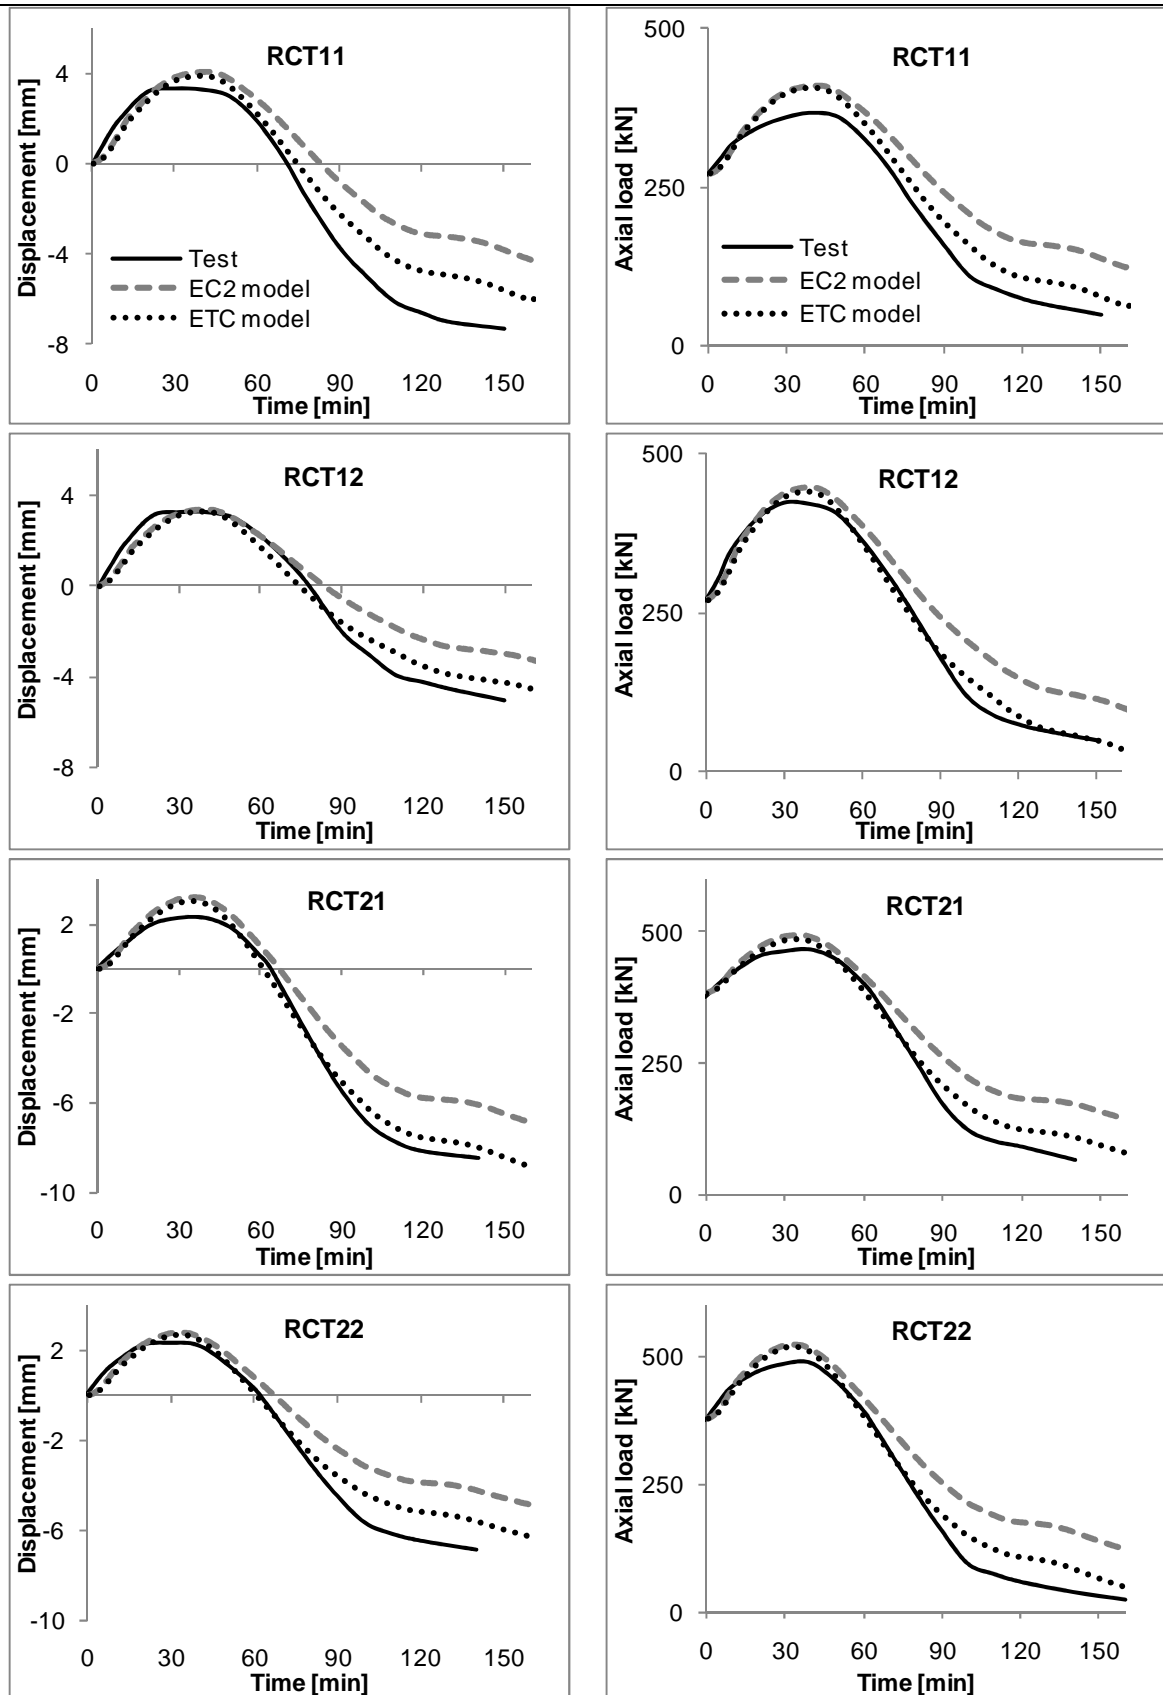 RCT11
Displacement [mm]
4
0
-4
-8
Test
EC2 model
ETC model
0 30 60 90 120 150
Time [min]
RCT11
Axial load [kN]
500
250
0
Test
EC2 model
ETC model
0 30 60 90 120 150
Time [min]
RCT12
Displacement [mm]
4
0
-4
-8
0 30 60 90 120 150
Time [min]
RCT12
Axial load [kN]
500
250
0
0 30 60 90 120 150
Time [min]
RCT21
Displacement [mm]
2
-2
-6
-10
0 30 60 90 120 150
Time [min]
RCT21
Axial load [kN]
500
250
0
0 30 60 90 120 150
Time [min]
RCT22
Displacement [mm]
2
-2
-6
-10
0 30 60 90 120 150
Time [min]
RCT22
Axial load [kN]
500
250
0
0 30 60 90 120 150
Time [min]